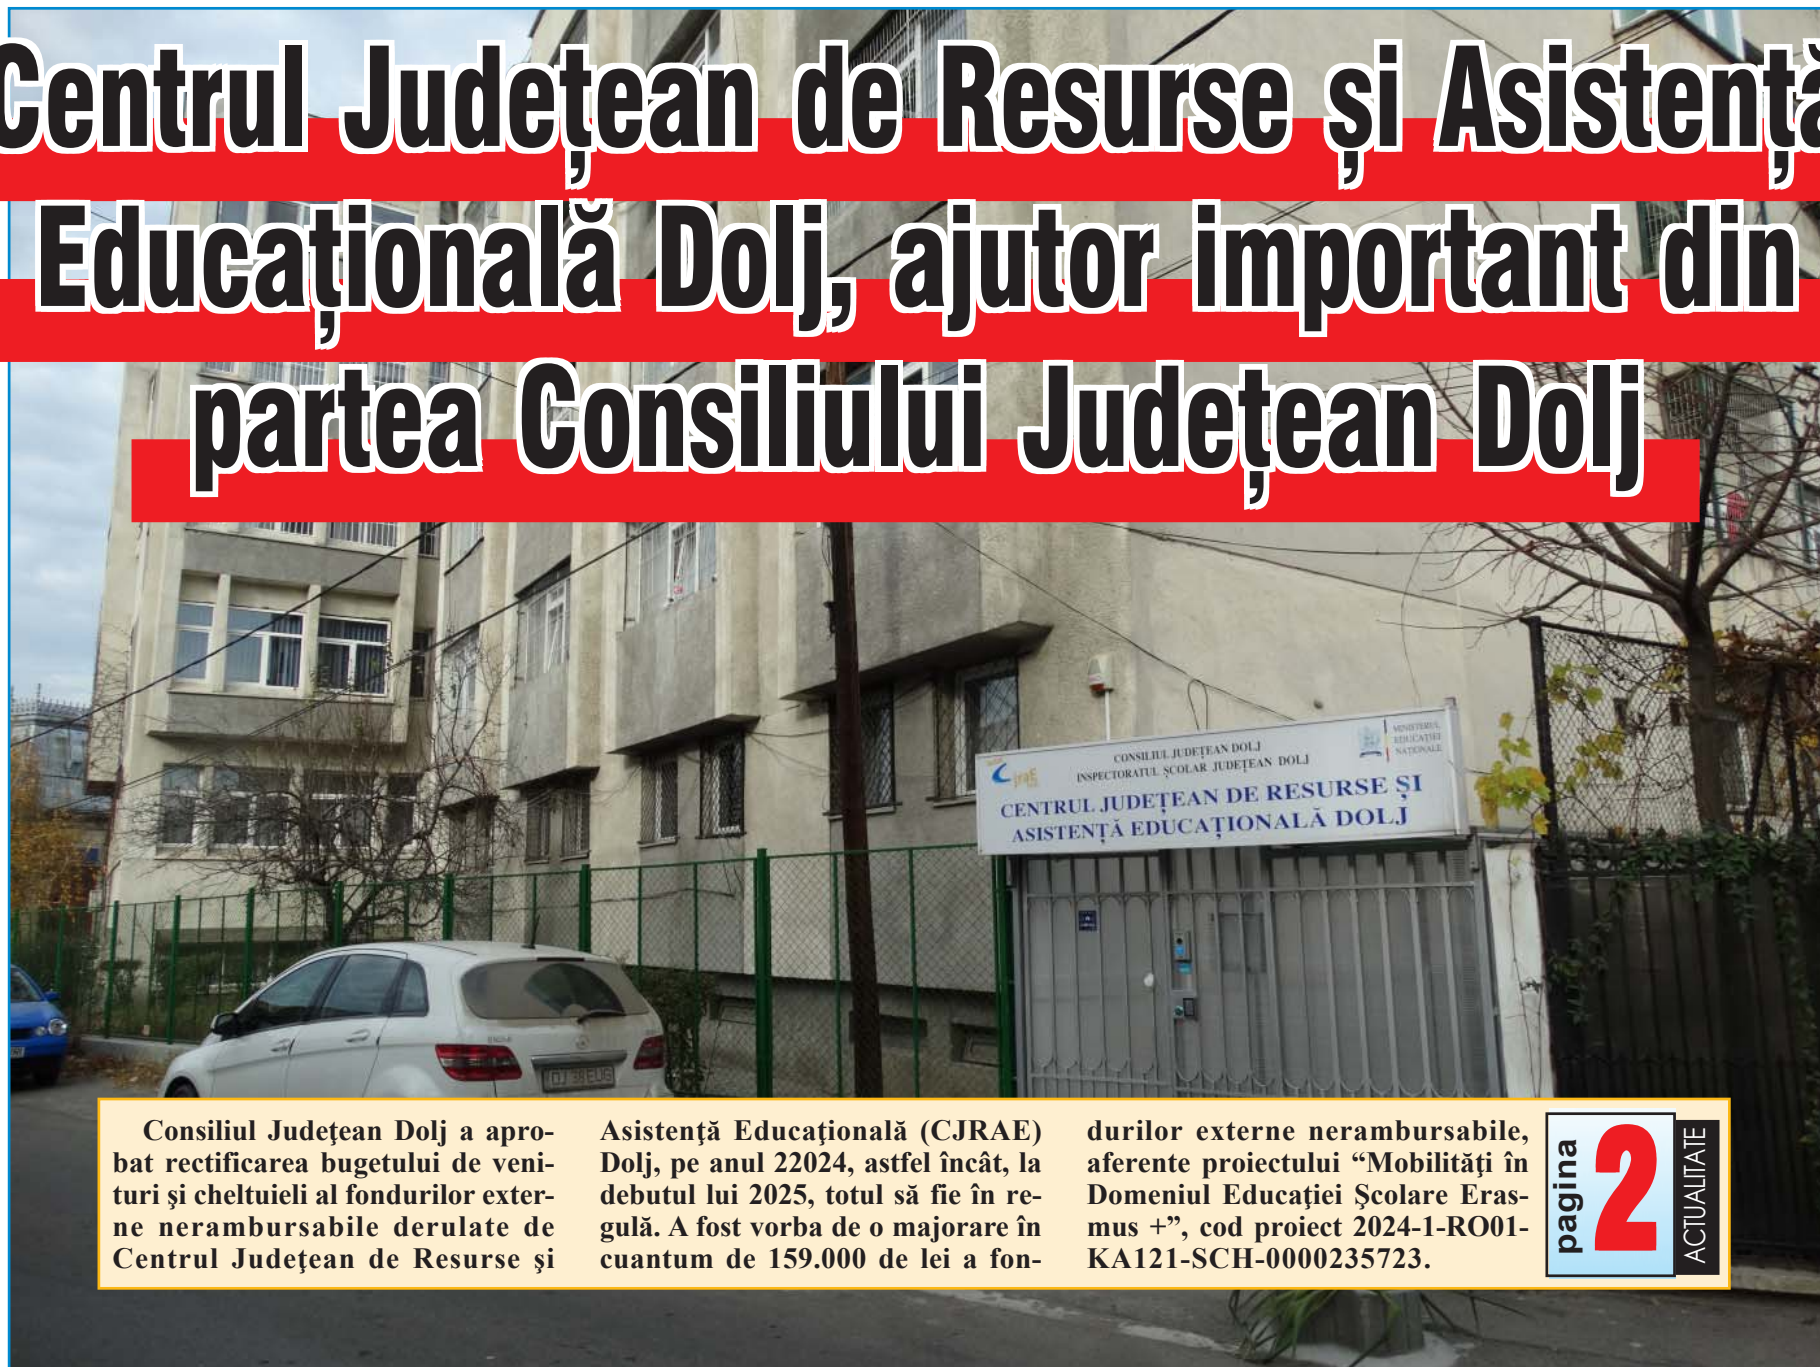 Centrul Județean de Resurse și Asistență
Educațională Dolj, ajutor important din
partea Consiliului Județean Dolj
CONSILIUL JUDEȚEAN DOLJ
INSPECTORATUL ȘCOLAR JUDEȚEAN DOLJ
MINISTERUL
EDUCAȚIEI
NAȚIONALE
CENTRUL JUDEȚEAN DE RESURSE ȘI
ASISTENȚĂ EDUCAȚIONALĂ DOLJ
Consiliul Judeţean Dolj a apro-
bat rectificarea bugetului de veni-
turi şi cheltuieli al fondurilor exter-
ne nerambursabile derulate de
Centrul Judeţean de Resurse şi
Asistenţă Educaţională (CJRAE)
Dolj, pe anul 22024, astfel încât, la
debutul lui 2025, totul să fie în re-
gulă. A fost vorba de o majorare în
cuantum de 159.000 de lei a fon-
durilor externe nerambursabile,
aferente proiectului “Mobilităţi în
Domeniul Educaţiei Şcolare Eras-
mus +”, cod proiect 2024-1-RO01-
KA121-SCH-0000235723.
pagina
2
ACTUALITATE